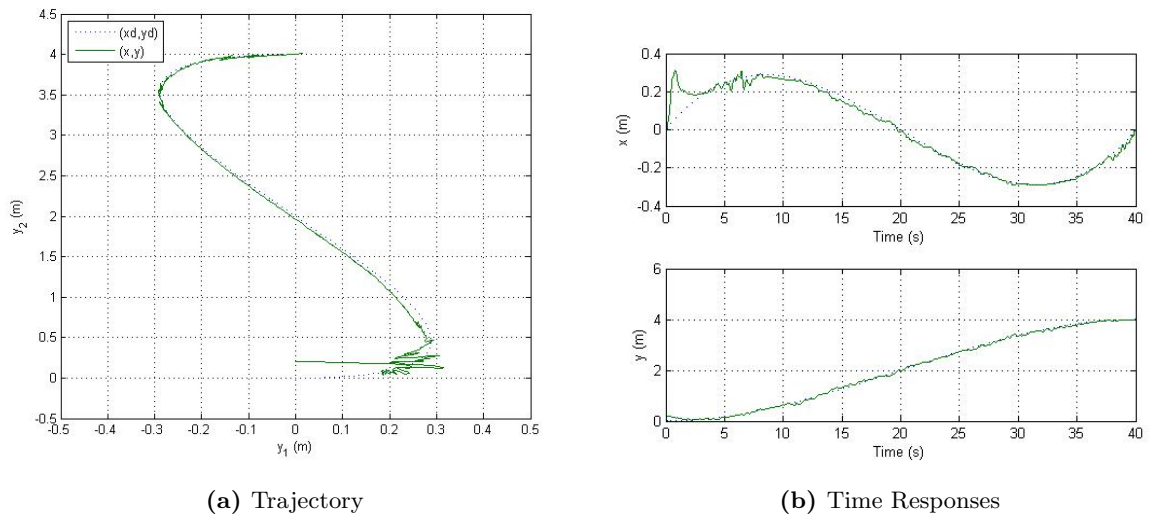 4.5
4
3.5
3
2.5
2
1.5
1
0.5
0
-0.5
y2 (m)
(xd,yd)
(x,y)
-0.5 -0.4 -0.3 -0.2 -0.1 0 0.1 0.2 0.3 0.4 0.5
y1 (m)
(a) Trajectory
0.4
0.2
0
-0.2
-0.4
x (m)
0 5 10 15 20 25 30 35 40
Time (s)
6
4
2
0
y (m)
0 5 10 15 20 25 30 35 40
Time (s)
(b) Time Responses